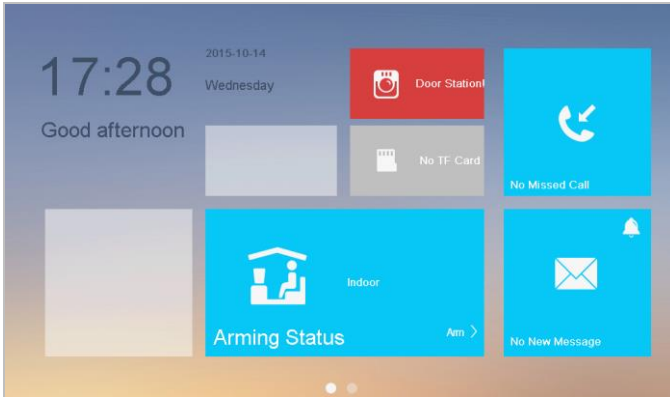 17:28
Good afternoon
2015-10-14
Wednesday
Door Station
No TF Card
No Missed Call
Indoor
Arming Status
Arm
No New Message